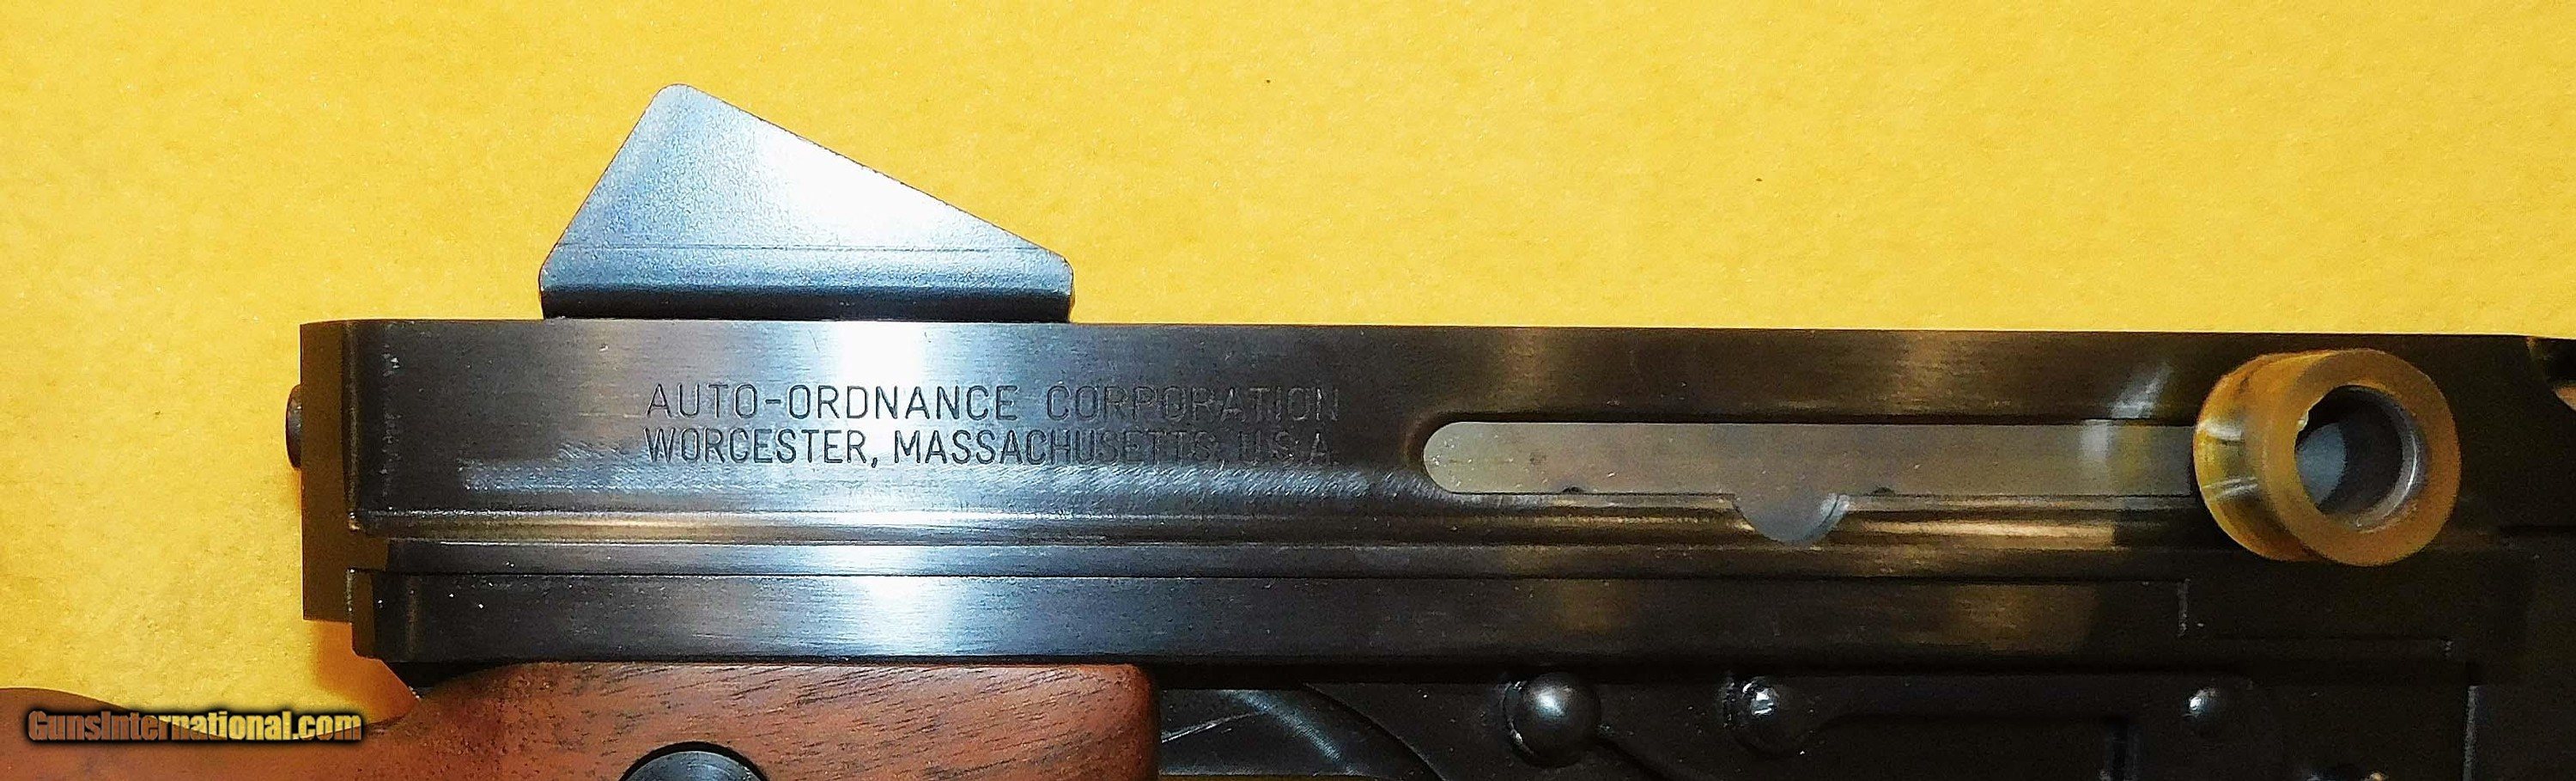 AUTO-ORDNANCE CORPORATION
WORCESTER, MASSACHUSETTS, U.S.A.
GunsInternational.com